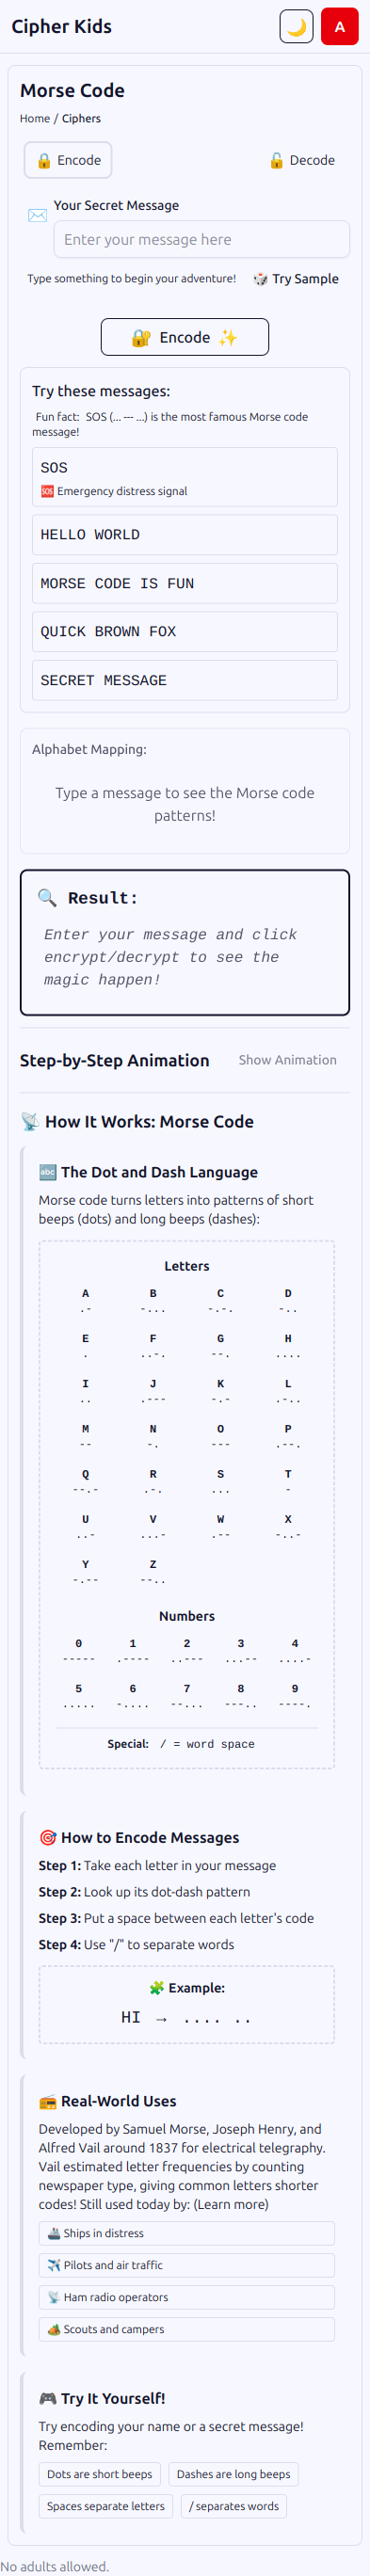 Cipher Kids
A
Morse Code
Home / Ciphers
Encode
Decode
Your Secret Message
Enter your message here
Type something to begin your adventure!
Try Sample
Encode
Try these messages:
Fun fact: SOS (... --- ...) is the most famous Morse code
message!
SOS
🆘 Emergency distress signal
HELLO WORLD
MORSE CODE IS FUN
QUICK BROWN FOX
SECRET MESSAGE
Alphabet Mapping:
Type a message to see the Morse code
patterns!
Result:
Enter your message and click
encrypt/decrypt to see the
magic happen!
Step-by-Step Animation
Show Animation
How It Works: Morse Code
🔤 The Dot and Dash Language
Morse code turns letters into patterns of short
beeps (dots) and long beeps (dashes):
Letters
A B C D
.- -... -.-. -..
E F G H
. ..-. --. ....
I J K L
.. .--- -.- .-..
M N O P
-- -. --- .--.
Q R S T
--.- .-. ... -
U V W X
..- ...- .-- -..-
Y Z
-.-- --..
Numbers
0 1 2 3 4
----- .---- ..--- ...-- ....-
5 6 7 8 9
..... -.... --... ---.. ----.
Special: / = word space
How to Encode Messages
Step 1: Take each letter in your message
Step 2: Look up its dot-dash pattern
Step 3: Put a space between each letter's code
Step 4: Use "/" to separate words
Example:
HI → .... ..
Real-World Uses
Developed by Samuel Morse, Joseph Henry, and
Alfred Vail around 1837 for electrical telegraphy.
Vail estimated letter frequencies by counting
newspaper type, giving common letters shorter
codes! Still used today by: (Learn more)
Ships in distress
Pilots and air traffic
Ham radio operators
Scouts and campers
Try It Yourself!
Try encoding your name or a secret message!
Remember:
Dots are short beeps
Dashes are long beeps
Spaces separate letters
/ separates words
No adults allowed.